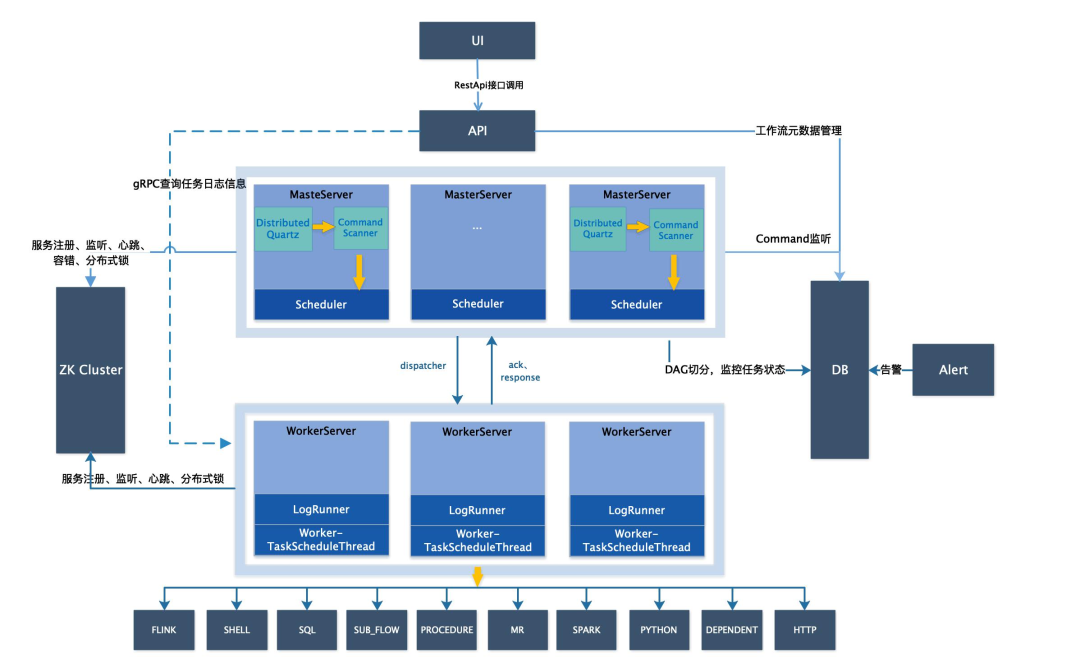 UI
RestApi接口调用
API
工作流元数据管理
gRPC查询任务日志信息
MasteServer
MasterServer
MasterServer
Distributed
Quartz
Command
Scanner
...
Distributed
Quartz
Command
Scanner
服务注册、监听、心跳、
容错、分布式锁
Command监听
Scheduler
Scheduler
Scheduler
ZK Cluster
dispatcher
ack、
response
DAG切分，监控任务状态
DB
告警
Alert
WorkerServer
WorkerServer
WorkerServer
服务注册、监听、心跳、分布式锁
LogRunner
LogRunner
LogRunner
Worker-
TaskScheduleThread
Worker-
TaskScheduleThread
Worker-
TaskScheduleThread
FLINK
SHELL
SQL
SUB_FLOW
PROCEDURE
MR
SPARK
PYTHON
DEPENDENT
HTTP